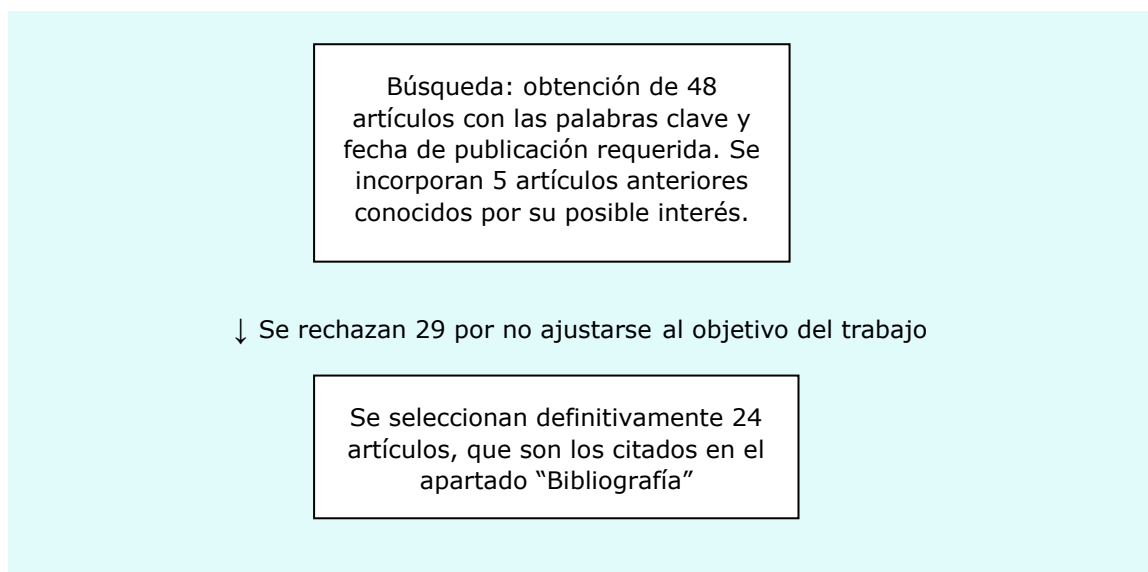 Búsqueda: obtención de 48
artículos con las palabras clave y
fecha de publicación requerida. Se
incorporan 5 artículos anteriores
conocidos por su posible interés.
↓ Se rechazan 29 por no ajustarse al objetivo del trabajo
Se seleccionan definitivamente 24
artículos, que son los citados en el
apartado “Bibliografía”